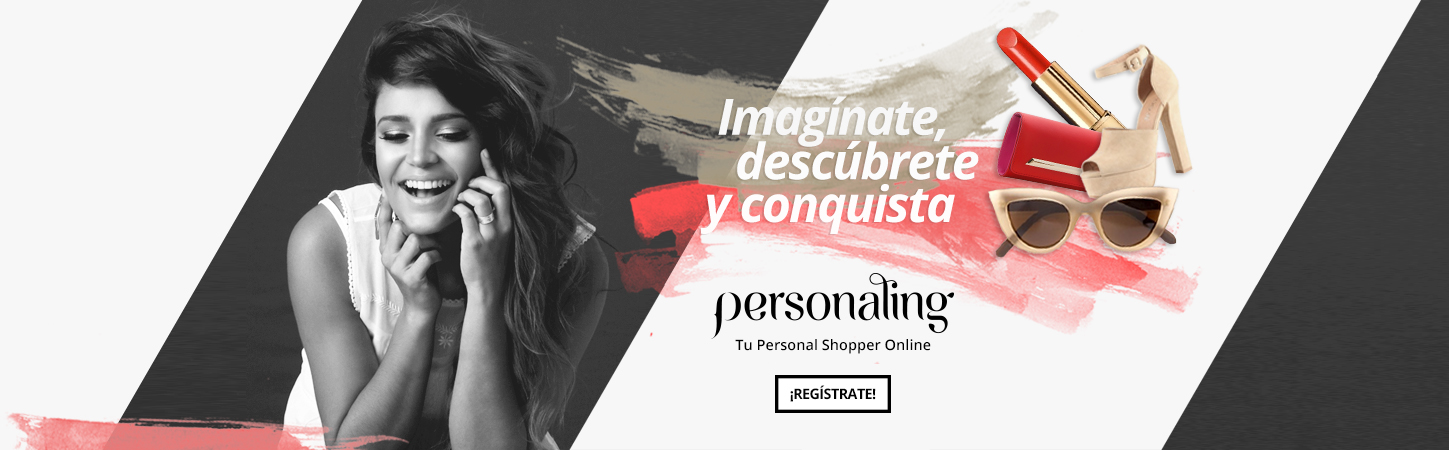 Imagínate,
descúbrete
y conquista
personaling
Tu Personal Shopper Online
¡REGÍSTRATE!